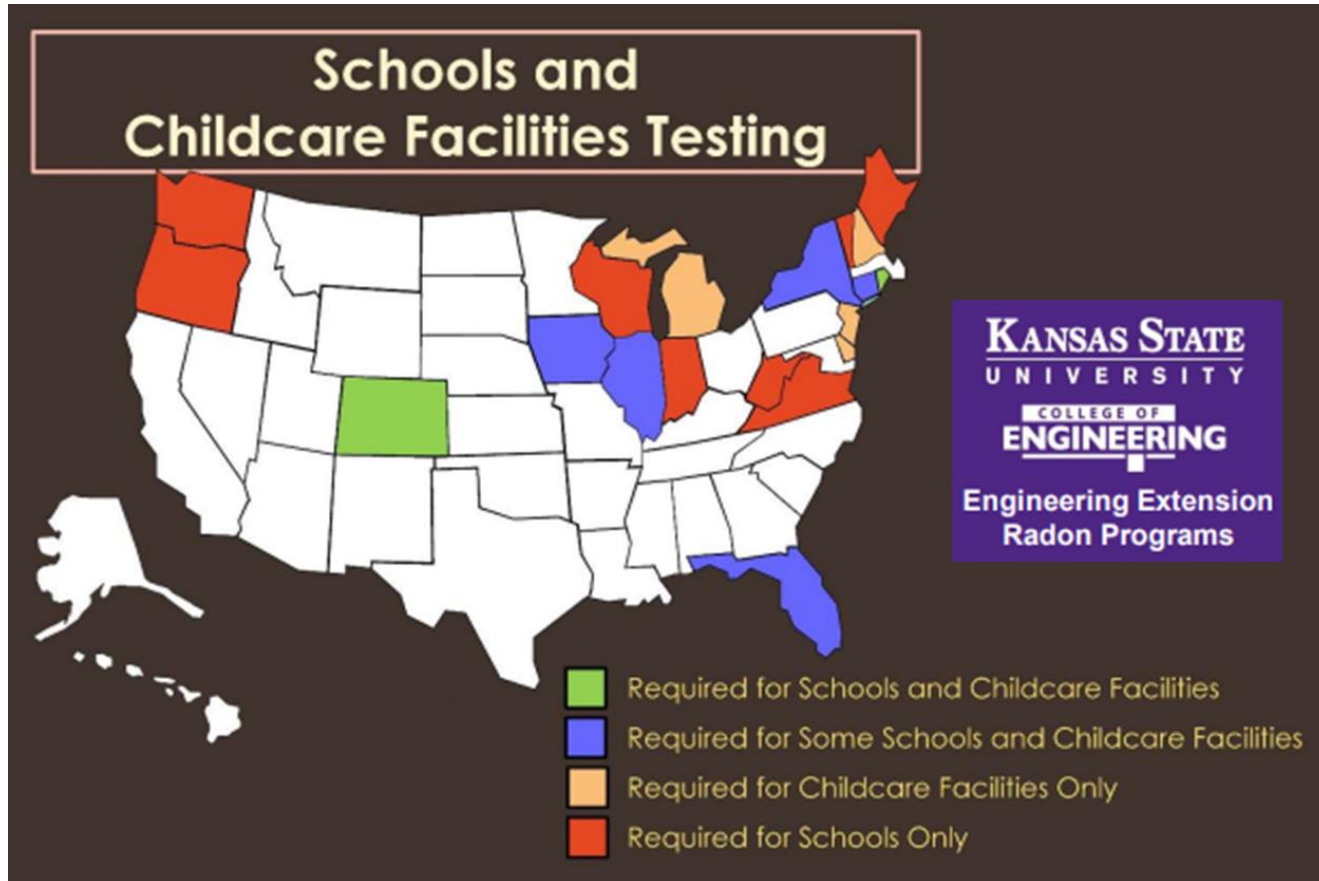 Schools and
Childcare Facilities Testing
KANSAS STATE
UNIVERSITY
COLLEGE OF
ENGINEERING
Engineering Extension
Radon Programs
Required for Schools and Childcare Facilities
Required for Some Schools and Childcare Facilities
Required for Childcare Facilities Only
Required for Schools Only